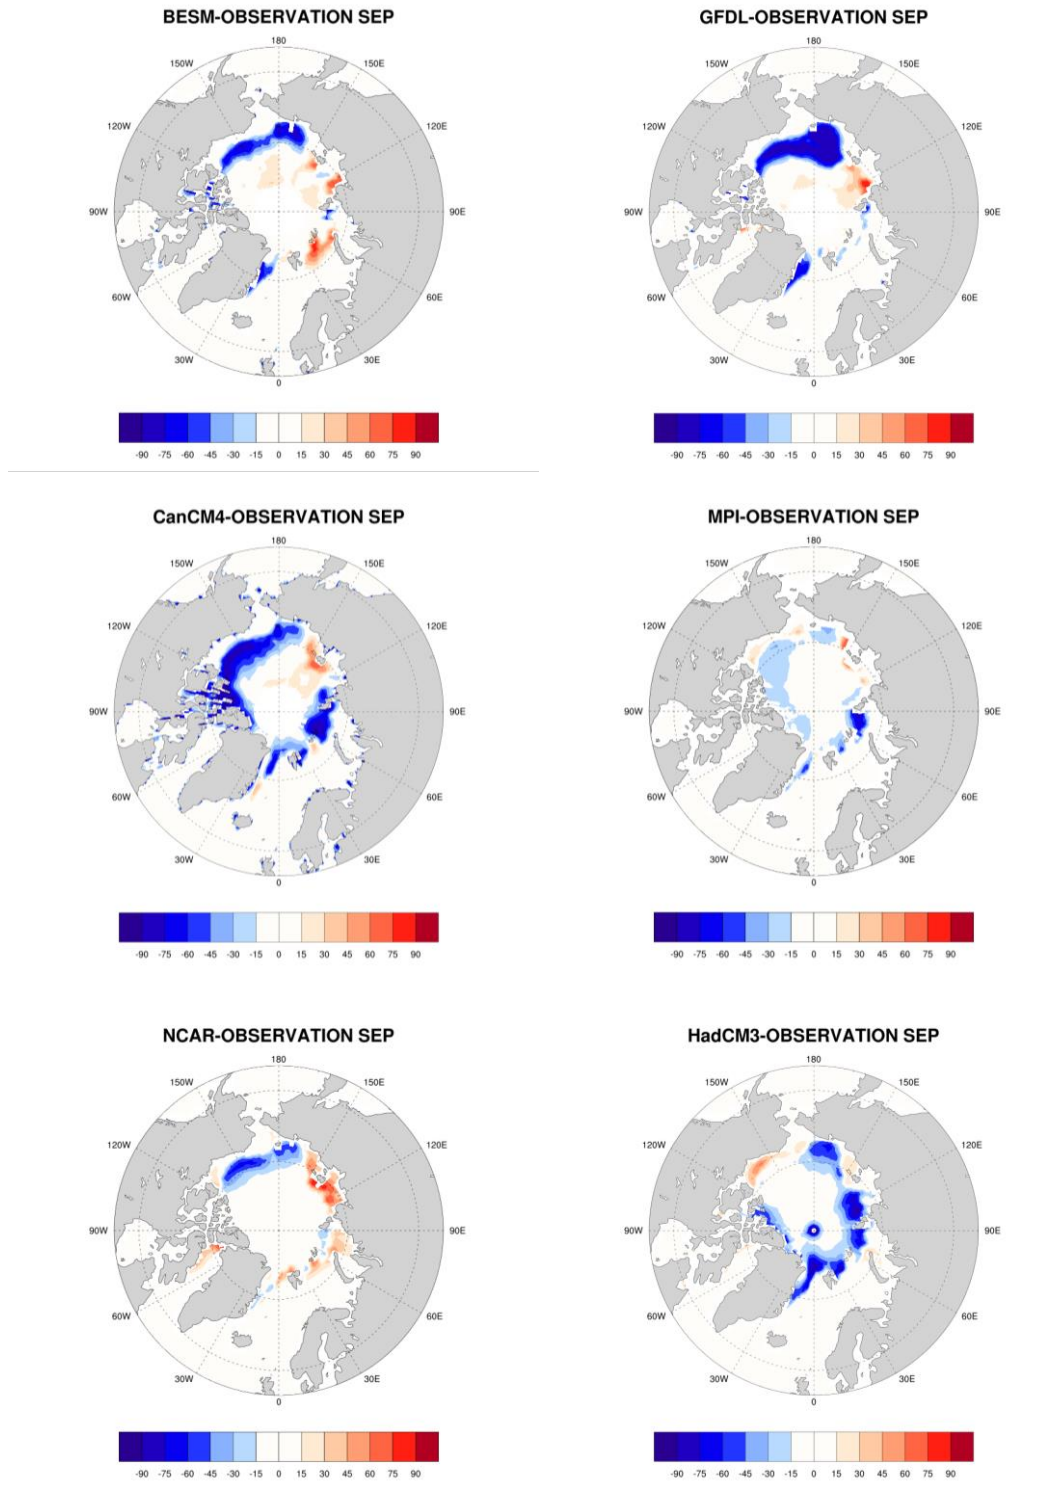 BESM-OBSERVATION SEP
180
150W 150E
120W 120E
90W 90E
60W 60E
30W 30E
0
-90 -75 -60 -45 -30 -15 0 15 30 45 60 75 90
GFDL-OBSERVATION SEP
180
150W 150E
120W 120E
90W 90E
60W 60E
30W 30E
0
-90 -75 -60 -45 -30 -15 0 15 30 45 60 75 90
CanCM4-OBSERVATION SEP
180
150W 150E
120W 120E
90W 90E
60W 60E
30W 30E
0
-90 -75 -60 -45 -30 -15 0 15 30 45 60 75 90
MPI-OBSERVATION SEP
180
150W 150E
120W 120E
90W 90E
60W 60E
30W 30E
0
-90 -75 -60 -45 -30 -15 0 15 30 45 60 75 90
NCAR-OBSERVATION SEP
180
150W 150E
120W 120E
90W 90E
60W 60E
30W 30E
0
-90 -75 -60 -45 -30 -15 0 15 30 45 60 75 90
HadCM3-OBSERVATION SEP
180
150W 150E
120W 120E
90W 90E
60W 60E
30W 30E
0
-90 -75 -60 -45 -30 -15 0 15 30 45 60 75 90